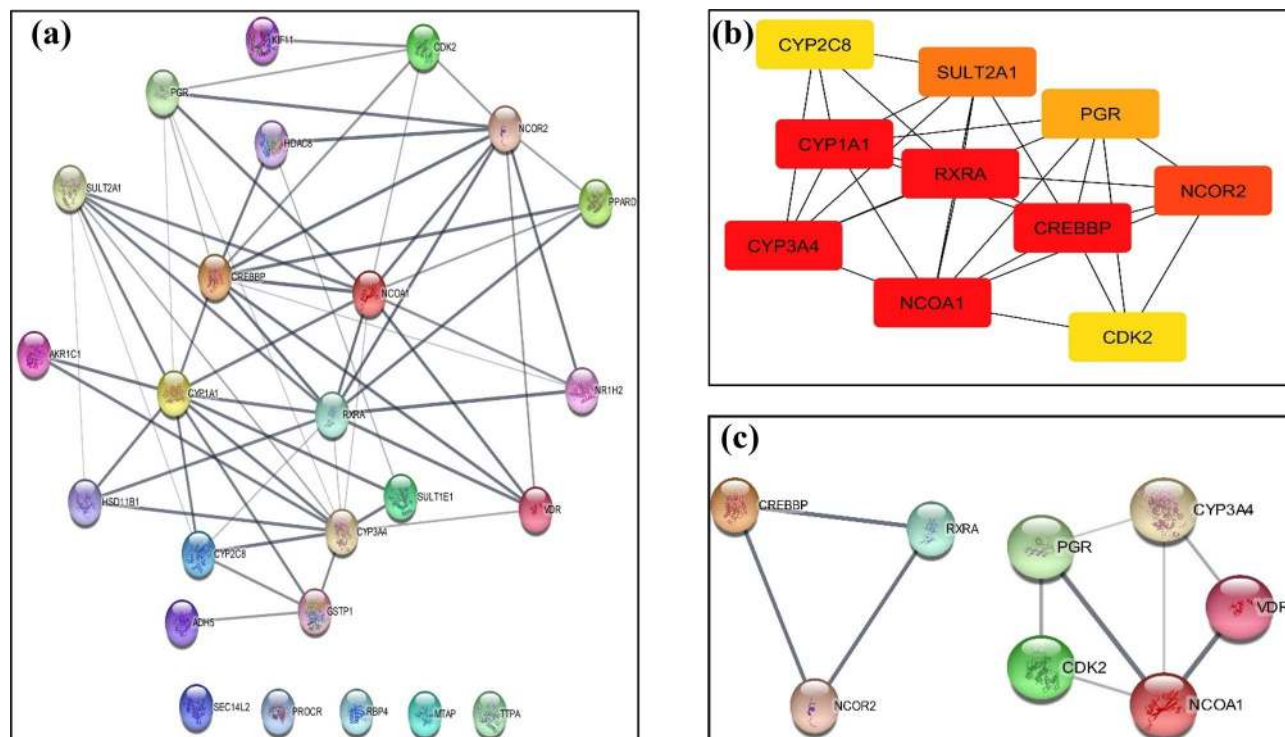 (a)
KIF11
CDK2
PGR
NCOR2
HDAC8
SULT2A1
PPARD
CREBBP
NCOA1
AKR1C1
CYP1A1
NR1H2
RXRA
HSD11B1
SULT1E1
VDR
CYP3A4
CYP2C8
GSTP1
ADH5
SEC14L2
PROCR
RBP4
MTAP
TTPA
(b)
CYP2C8
SULT2A1
PGR
CYP1A1
RXRA
NCOR2
CREBBP
CYP3A4
NCOA1
CDK2
(c)
CREBBP
RXRA
NCOR2
CYP3A4
PGR
VDR
CDK2
NCOA1